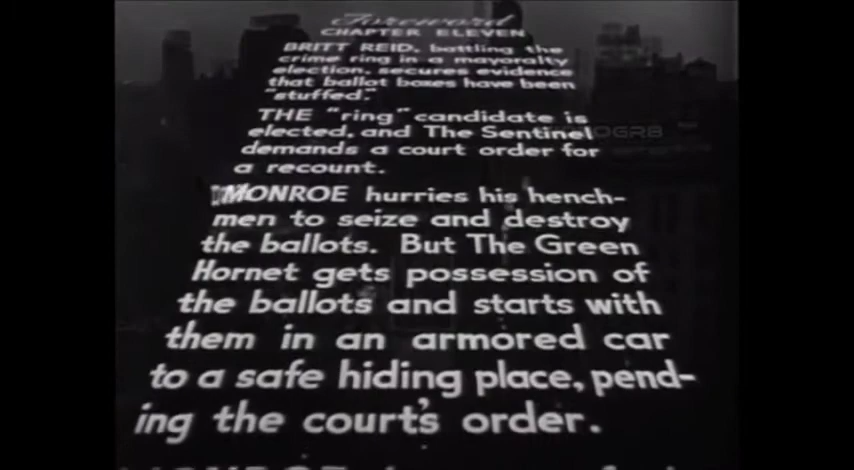 Foreword
CHAPTER ELEVEN
BRITT REID, battling the
crime ring in a mayoralty
election, secures evidence
that ballot boxes have been
"stuffed."
THE "ring" candidate is
elected, and The Sentinel
demands a court order for
a recount.
MONROE hurries his hench-
men to seize and destroy
the ballots. But The Green
Hornet gets possession of
the ballots and starts with
them in an armored car
to a safe hiding place, pend-
ing the court's order.